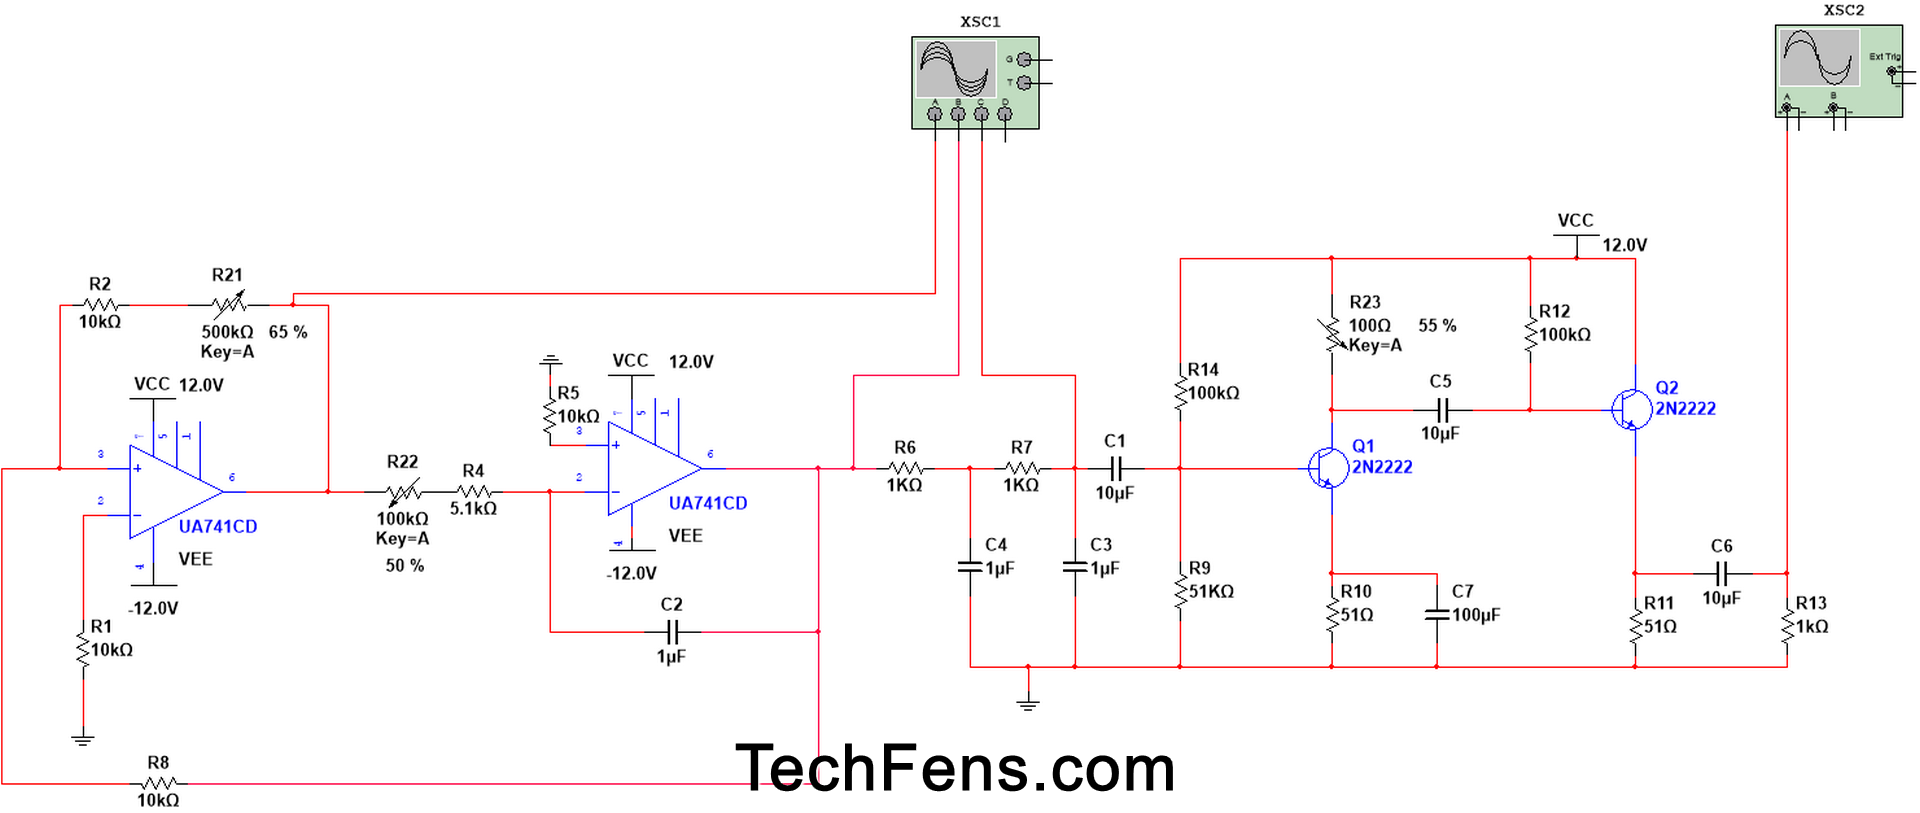 XSC1
G
T
A B C D
XSC2
Ext Trig
+
-
A B
+ - + -
R2
10kΩ
R21
500kΩ 65 %
Key=A
VCC 12.0V
7 5 1
3
+
6
2
-
UA741CD
4
VEE
-12.0V
R1
10kΩ
R8
10kΩ
R22
100kΩ
Key=A
50 %
R4
5.1kΩ
R5
10kΩ
VCC 12.0V
7 5 1
3
+
6
2
-
UA741CD
4
VEE
-12.0V
C2
1µF
R6
1KΩ
R7
1KΩ
C1
10µF
C4
1µF
C3
1µF
R14
100kΩ
R9
51KΩ
R23
100Ω 55 %
Key=A
Q1
2N2222
R10
51Ω
C7
100µF
C5
10µF
R12
100kΩ
VCC
12.0V
Q2
2N2222
R11
51Ω
C6
10µF
R13
1kΩ
TechFens.com